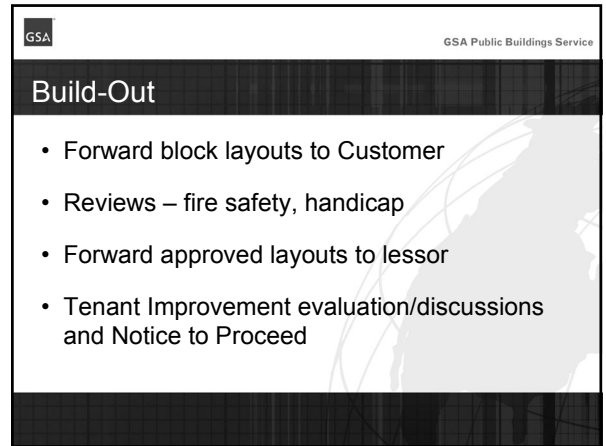 GSA
GSA Public Buildings Service
Build-Out
• Forward block layouts to Customer
• Reviews – fire safety, handicap
• Forward approved layouts to lessor
• Tenant Improvement evaluation/discussions
and Notice to Proceed